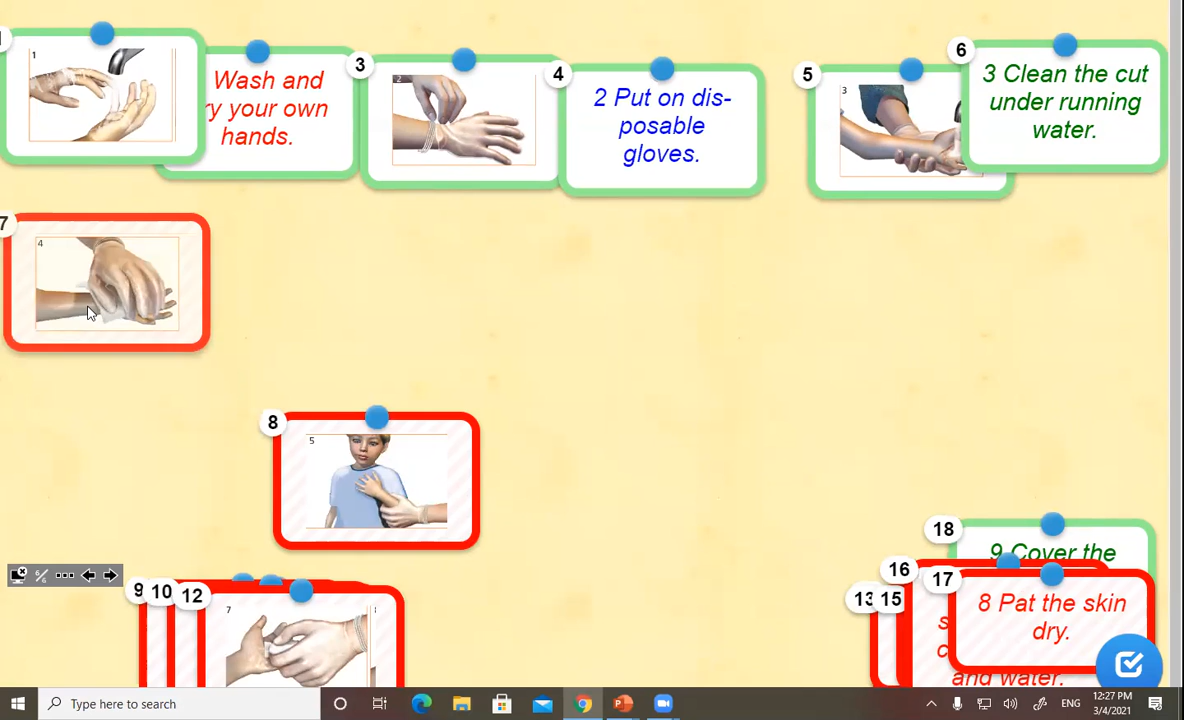 1
Wash and
ry your own
hands.
3
2
4
2 Put on dis-
posable
gloves.
5
3
6
3 Clean the cut
under running
water.
7
4
8
5
9
10
12
7
13
15
16
s
c
and water.
18
9 Cover the
17
8 Pat the skin
dry.
Type here to search
ENG
12:27 PM
3/4/2021